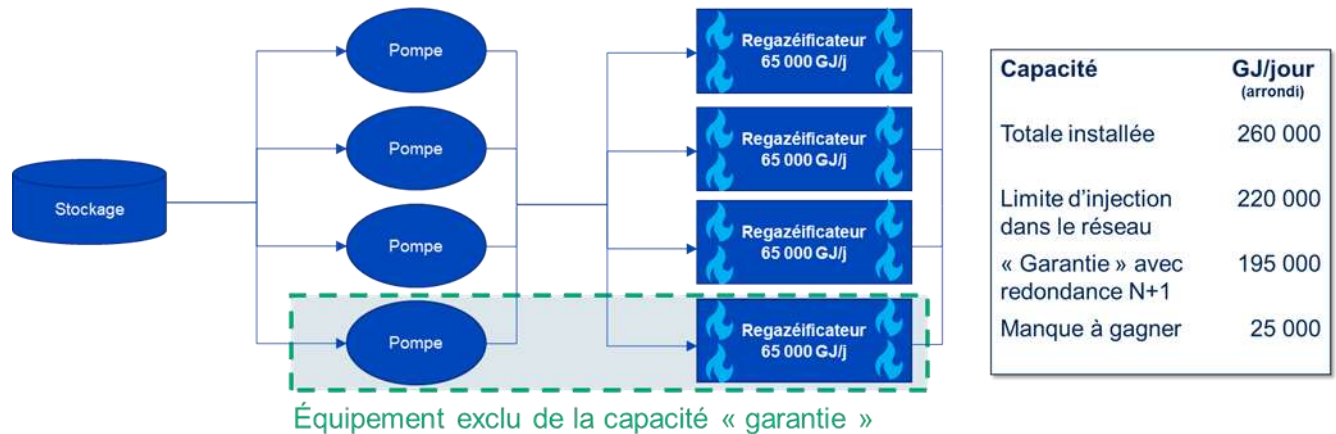 Stockage
Pompe
Pompe
Pompe
Pompe
Regazéificateur
65 000 GJ/j
Regazéificateur
65 000 GJ/j
Regazéificateur
65 000 GJ/j
Regazéificateur
65 000 GJ/j
Équipement exclu de la capacité « garantie »
Capacité GJ/jour
(arrondi)
Totale installée 260 000
Limite d'injection 220 000
dans le réseau
« Garantie » avec 195 000
redondance N+1
Manque à gagner 25 000